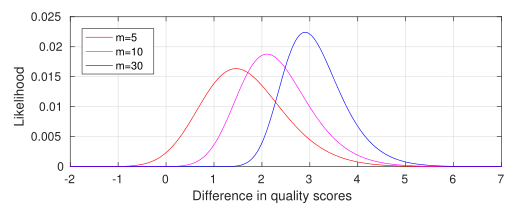 0.025
0.02
0.015
0.01
0.005
0
Likelihood
m=5
m=10
m=30
-2 -1 0 1 2 3 4 5 6 7
Difference in quality scores